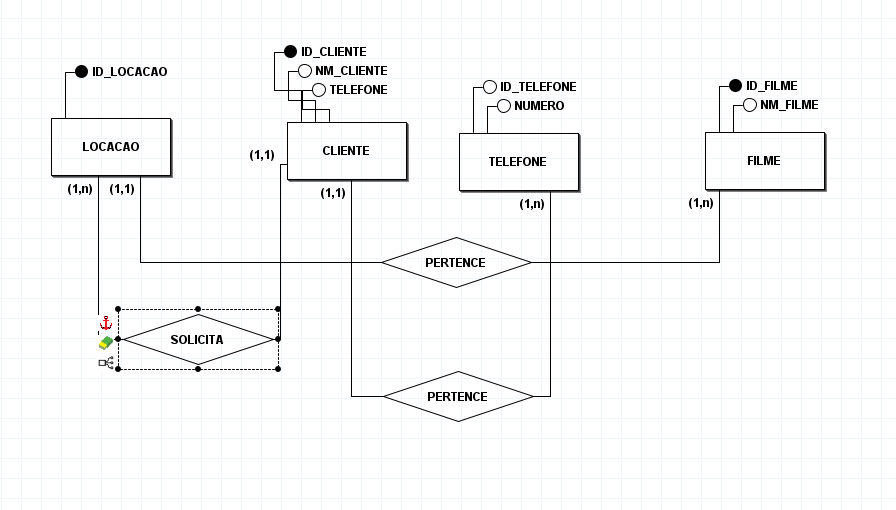 ID_LOCACAO
LOCACAO
(1,n)
(1,1)
ID_CLIENTE
NM_CLIENTE
TELEFONE
CLIENTE
(1,1)
(1,1)
ID_TELEFONE
NUMERO
TELEFONE
(1,n)
ID_FILME
NM_FILME
FILME
(1,n)
PERTENCE
SOLICITA
PERTENCE